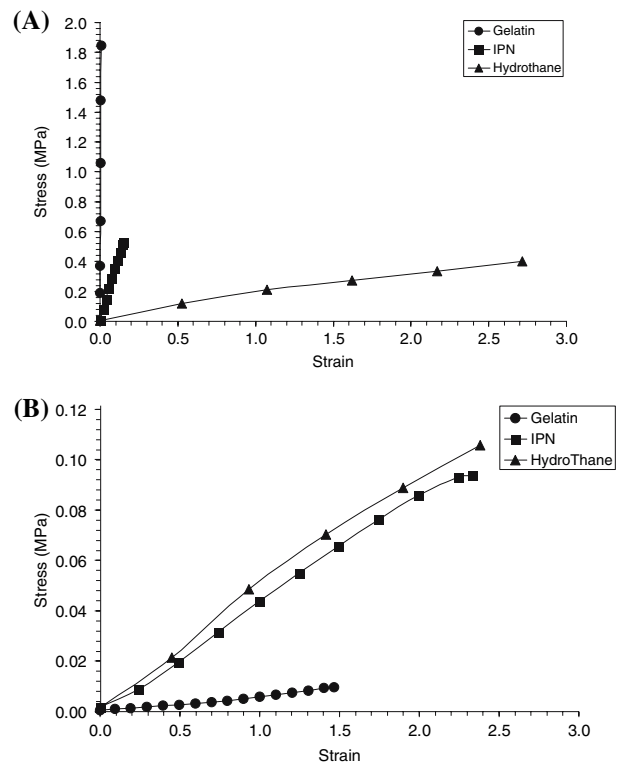 (A)
2.0
1.8
1.6
1.4
1.2
1.0
0.8
0.6
0.4
0.2
0.0
Stress (MPa)
Gelatin
IPN
Hydrothane
0.0 0.5 1.0 1.5 2.0 2.5 3.0
Strain
(B)
0.12
0.10
0.08
0.06
0.04
0.02
0.00
Stress (MPa)
Gelatin
IPN
HydroThane
0.0 0.5 1.0 1.5 2.0 2.5 3.0
Strain